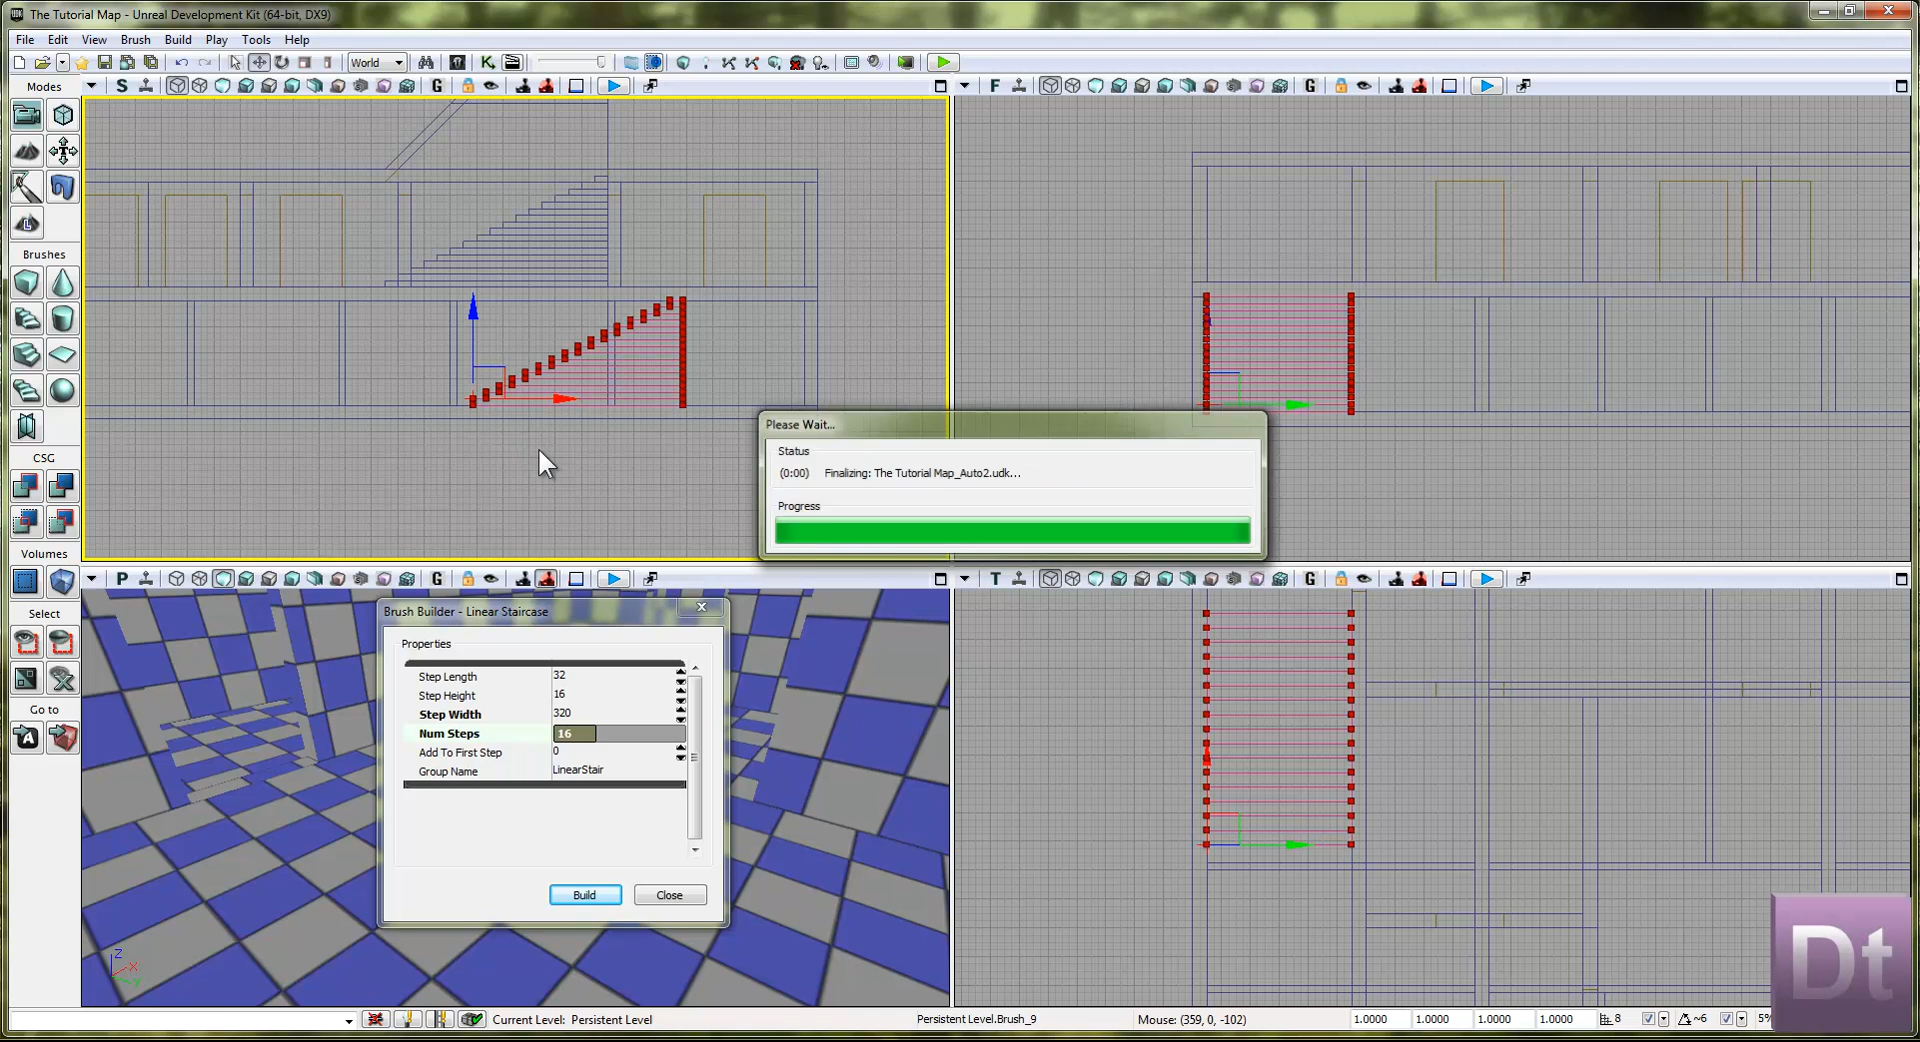 The Tutorial Map - Unreal Development Kit (64-bit, DX9)
File Edit View Brush Build Play Tools Help
World
Modes
S G
F G
Brushes
CSG
Volumes
Select
Go to
Please Wait...
Status
(0:00) Finalizing: The Tutorial Map_Auto2.udk...
Progress
P G
T G
Brush Builder - Linear Staircase
Properties
Step Length 32
Step Height 16
Step Width 320
Num Steps 16
Add To First Step 0
Group Name LinearStair
Build Close
Z
X
Y
Dt
Current Level: Persistent Level
Persistent Level.Brush_9
Mouse: (359, 0, -102)
1.0000 1.0000 1.0000 1.0000 8 ~6 5%